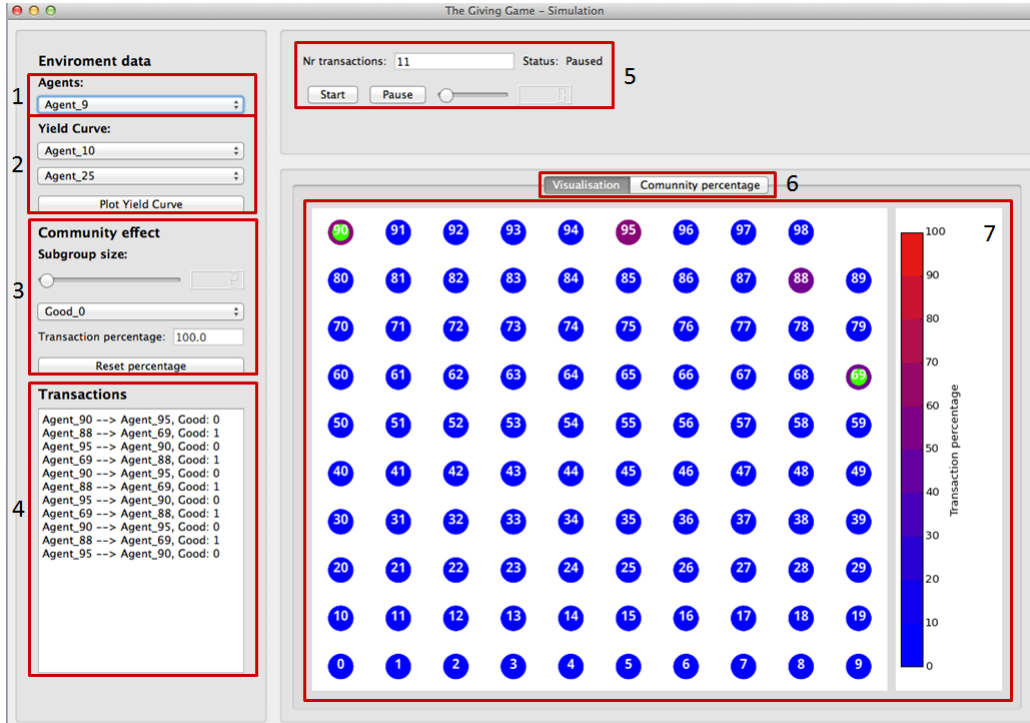 The Giving Game – Simulation
Enviroment data
1
Agents:
Agent_9
2
Yield Curve:
Agent_10
Agent_25
Plot Yield Curve
3
Community effect
Subgroup size:
Good_0
Transaction percentage: 100.0
Reset percentage
4
Transactions
Agent_90 --> Agent_95, Good: 0
Agent_88 --> Agent_69, Good: 1
Agent_95 --> Agent_90, Good: 0
Agent_69 --> Agent_88, Good: 1
Agent_90 --> Agent_95, Good: 0
Agent_88 --> Agent_69, Good: 1
Agent_95 --> Agent_90, Good: 0
Agent_69 --> Agent_88, Good: 1
Agent_90 --> Agent_95, Good: 0
Agent_88 --> Agent_69, Good: 1
Agent_95 --> Agent_90, Good: 0
Nr transactions: 11 Status: Paused
Start Pause
5
Visualisation Comunnity percentage
6
90 91 92 93 94 95 96 97 98
80 81 82 83 84 85 86 87 88 89
70 71 72 73 74 75 76 77 78 79
60 61 62 63 64 65 66 67 68 69
50 51 52 53 54 55 56 57 58 59
40 41 42 43 44 45 46 47 48 49
30 31 32 33 34 35 36 37 38 39
20 21 22 23 24 25 26 27 28 29
10 11 12 13 14 15 16 17 18 19
0 1 2 3 4 5 6 7 8 9
7
100
90
80
70
60
50
40
30
20
10
0
Transaction percentage